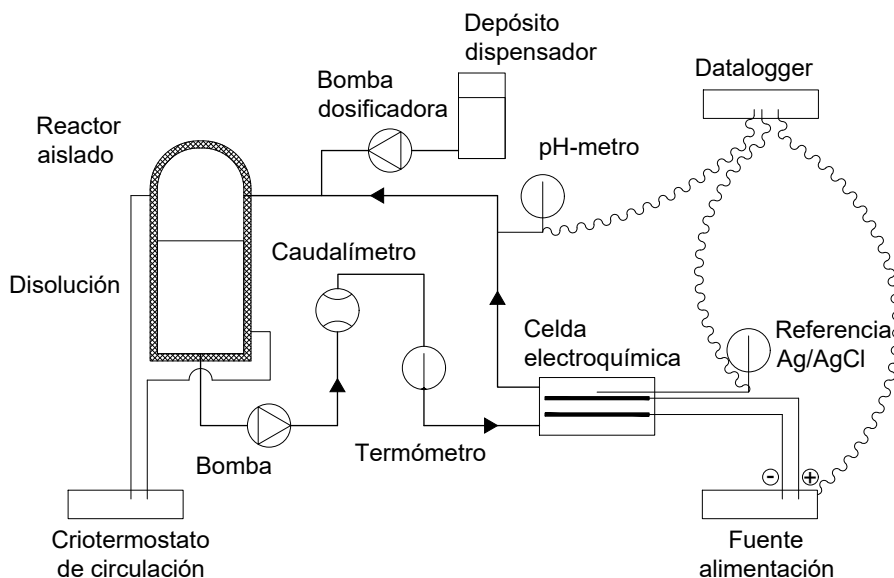 Depósito
dispensador
Bomba
dosificadora
Datalogger
Reactor
aislado
pH-metro
Caudalímetro
Disolución
Celda
electroquímica
Referencia
Ag/AgCl
Bomba
Termómetro
- +
Criotermostato
de circulación
Fuente
alimentación